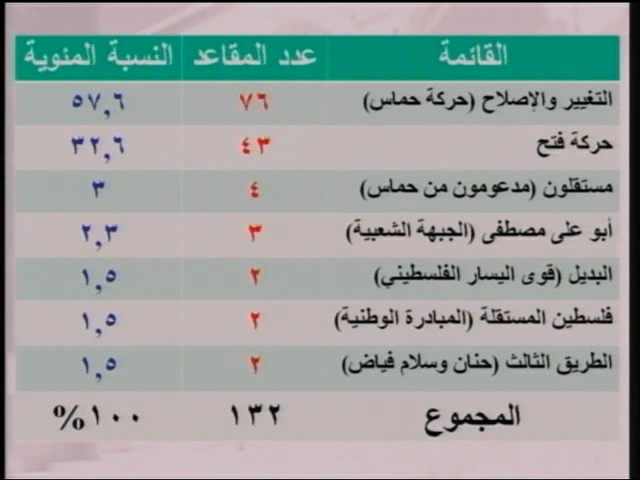 القائمة عدد المقاعد النسبة المئوية
التغيير والإصلاح (حركة حماس) ٧٦ ٥٧,٦
حركة فتح ٤٣ ٣٢,٦
مستقلون (مدعومون من حماس) ٤ ٣
أبو على مصطفى (الجبهة الشعبية) ٣ ٢,٣
البديل (قوى اليسار الفلسطيني) ٢ ١,٥
فلسطين المستقلة (المبادرة الوطنية) ٢ ١,٥
الطريق الثالث (حنان وسلام فياض) ٢ ١,٥
المجموع ١٣٢ ١٠٠%